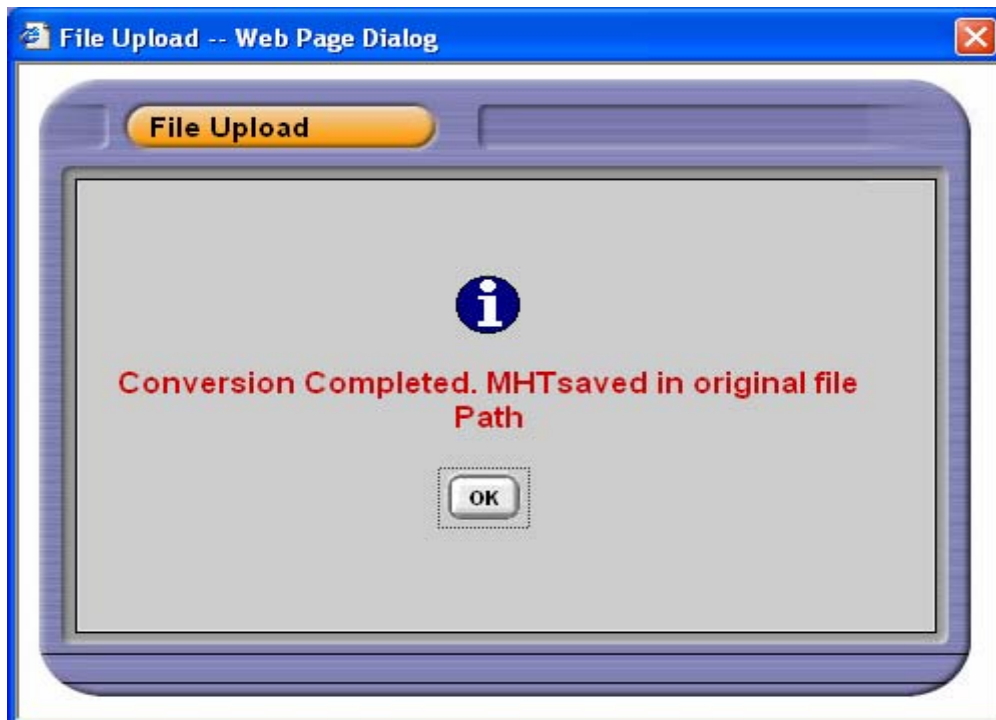 File Upload -- Web Page Dialog
File Upload
Conversion Completed. MHTsaved in original file
Path
OK